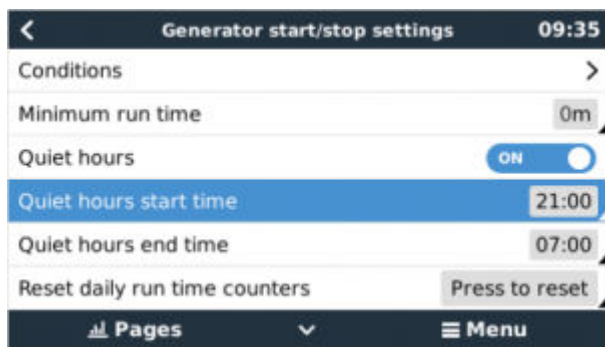 Generator start/stop settings 09:35
Conditions
Minimum run time 0m
Quiet hours ON
Quiet hours start time 21:00
Quiet hours end time 07:00
Reset daily run time counters Press to reset
Pages Menu